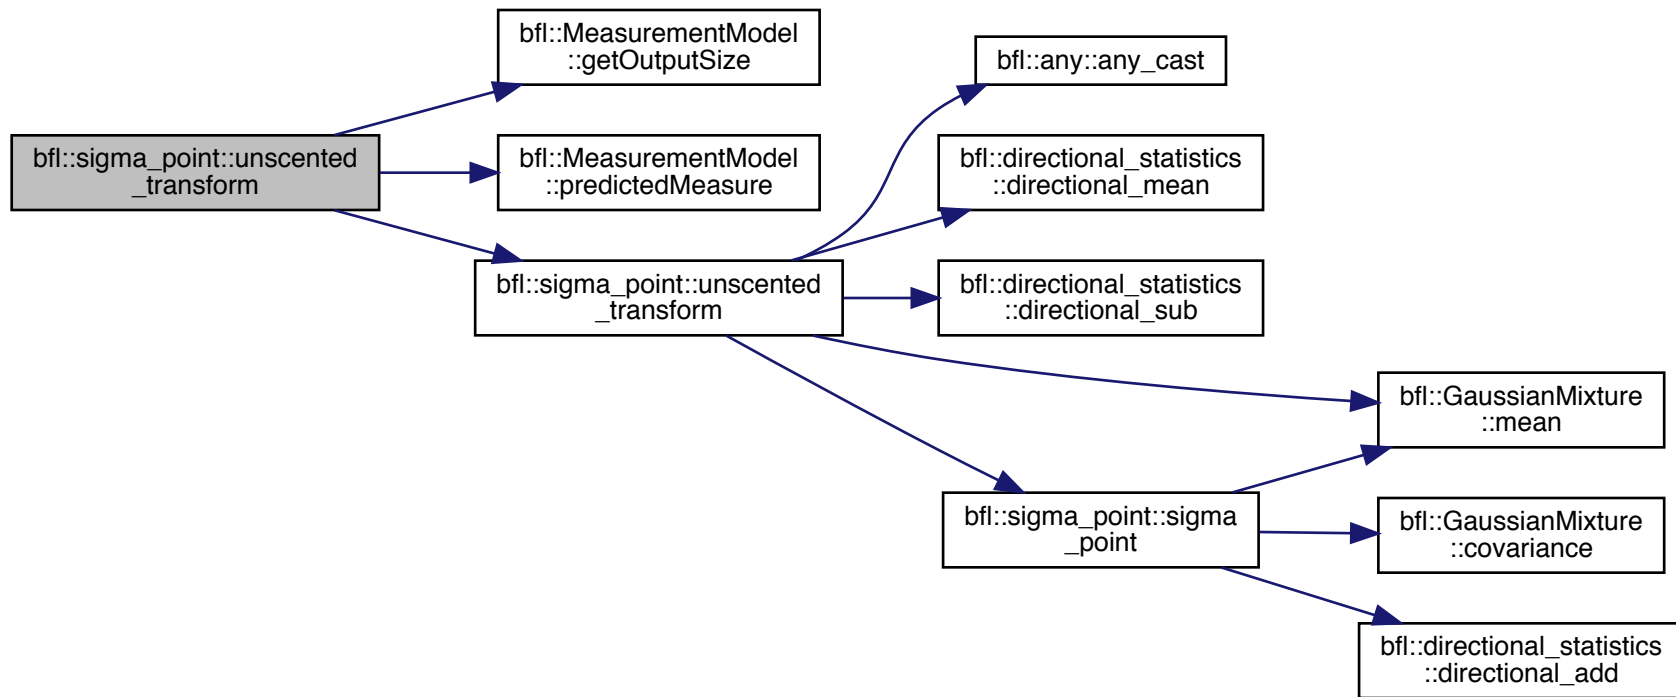 bfl::MeasurementModel
::getOutputSize
bfl::any::any_cast
bfl::sigma_point::unscented
_transform
bfl::MeasurementModel
::predictedMeasure
bfl::directional_statistics
::directional_mean
bfl::sigma_point::unscented
_transform
bfl::directional_statistics
::directional_sub
bfl::GaussianMixture
::mean
bfl::sigma_point::sigma
_point
bfl::GaussianMixture
::covariance
bfl::directional_statistics
::directional_add